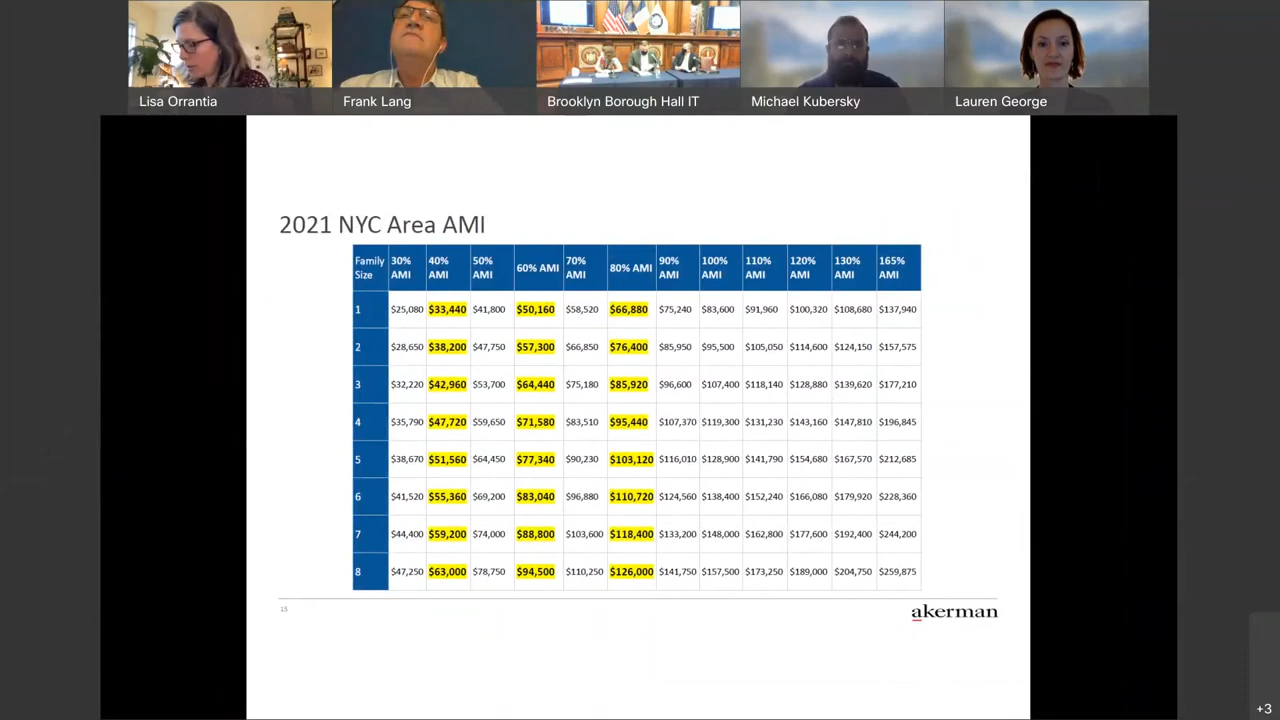 Lisa Orrantia
Frank Lang
Brooklyn Borough Hall IT
Michael Kubersky
Lauren George
2021 NYC Area AMI
Family Size 30% AMI 40% AMI 50% AMI 60% AMI 70% AMI 80% AMI 90% AMI 100% AMI 110% AMI 120% AMI 130% AMI 165% AMI
1 $25,080 $33,440 $41,800 $50,160 $58,520 $66,880 $75,240 $83,600 $91,960 $100,320 $108,680 $137,940
2 $28,650 $38,200 $47,750 $57,300 $66,850 $76,400 $85,950 $95,500 $105,050 $114,600 $124,150 $157,575
3 $32,220 $42,960 $53,700 $64,440 $75,180 $85,920 $96,600 $107,400 $118,140 $128,880 $139,620 $177,210
4 $35,790 $47,720 $59,650 $71,580 $83,510 $95,440 $107,370 $119,300 $131,230 $143,160 $147,810 $196,845
5 $38,670 $51,560 $64,450 $77,340 $90,230 $103,120 $116,010 $128,900 $141,790 $154,680 $167,570 $212,685
6 $41,520 $55,360 $69,200 $83,040 $96,880 $110,720 $124,560 $138,400 $152,240 $166,080 $179,920 $228,360
7 $44,400 $59,200 $74,000 $88,800 $103,600 $118,400 $133,200 $148,000 $162,800 $177,600 $192,400 $244,200
8 $47,250 $63,000 $78,750 $94,500 $110,250 $126,000 $141,750 $157,500 $173,250 $189,000 $204,750 $259,875
15
akerman
+3